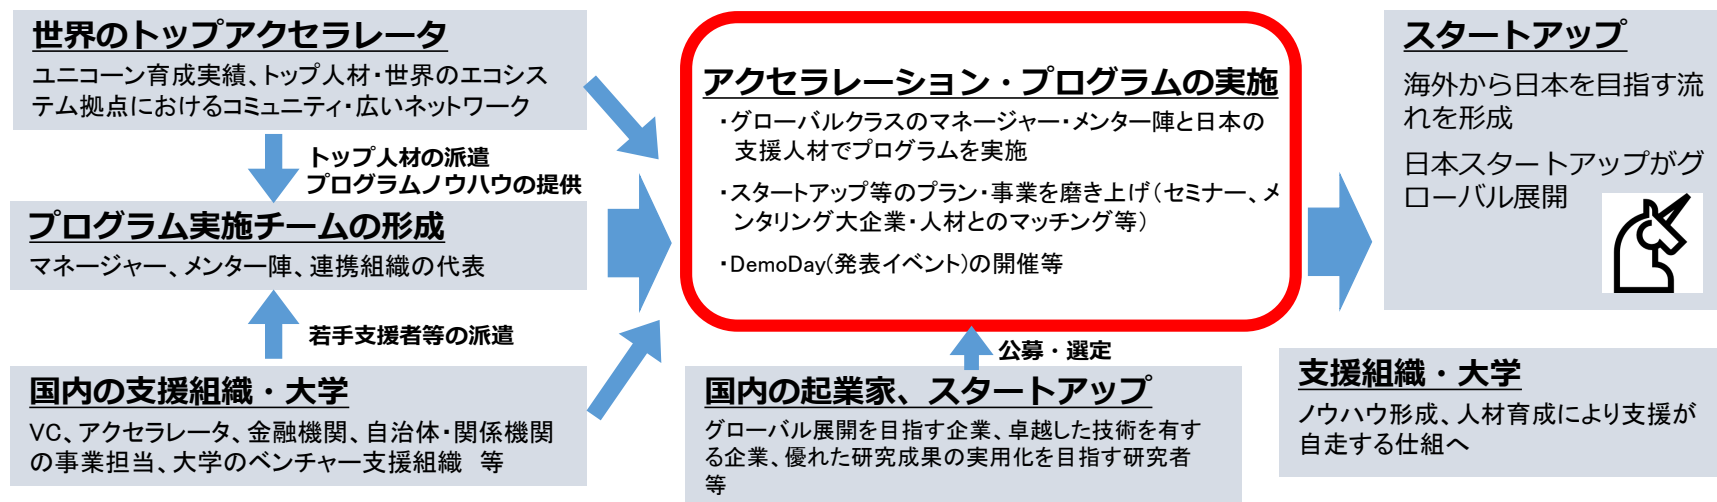 世界のトップアクセラレータ
ユニコーン育成実績、トップ人材・世界のエコシス
テム拠点におけるコミュニティ・広いネットワーク
トップ人材の派遣
プログラムノウハウの提供
プログラム実施チームの形成
マネージャー、メンター陣、連携組織の代表
若手支援者等の派遣
国内の支援組織・大学
VC、アクセラレータ、金融機関、自治体・関係機関
の事業担当、大学のベンチャー支援組織　等
アクセラレーション・プログラムの実施
・グローバルクラスのマネージャー・メンター陣と日本の
支援人材でプログラムを実施
・スタートアップ等のプラン・事業を磨き上げ（セミナー、メ
ンタリング大企業・人材とのマッチング等）
・DemoDay(発表イベント)の開催等
公募・選定
国内の起業家、スタートアップ
グローバル展開を目指す企業、卓越した技術を有す
る企業、優れた研究成果の実用化を目指す研究者
等
スタートアップ
海外から日本を目指す流
れを形成
日本スタートアップがグ
ローバル展開
支援組織・大学
ノウハウ形成、人材育成により支援が
自走する仕組へ